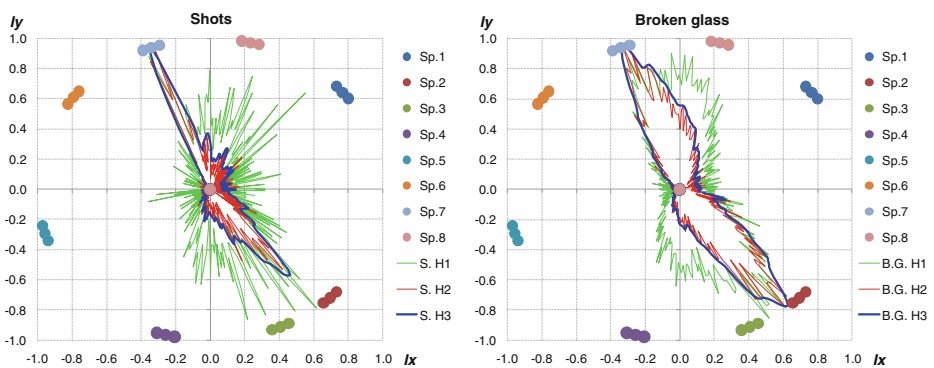 Iy Shots
1.0
0.8
0.6
0.4
0.2
0.0
-0.2
-0.4
-0.6
-0.8
-1.0
-1.0 -0.8 -0.6 -0.4 -0.2 0.0 0.2 0.4 0.6 0.8 1.0
Ix
Sp.1
Sp.2
Sp.3
Sp.4
Sp.5
Sp.6
Sp.7
Sp.8
S. H1
S. H2
S. H3
Iy Broken glass
1.0
0.8
0.6
0.4
0.2
0.0
-0.2
-0.4
-0.6
-0.8
-1.0
-1.0 -0.8 -0.6 -0.4 -0.2 0.0 0.2 0.4 0.6 0.8 1.0
Ix
Sp.1
Sp.2
Sp.3
Sp.4
Sp.5
Sp.6
Sp.7
Sp.8
B.G. H1
B.G. H2
B.G. H3